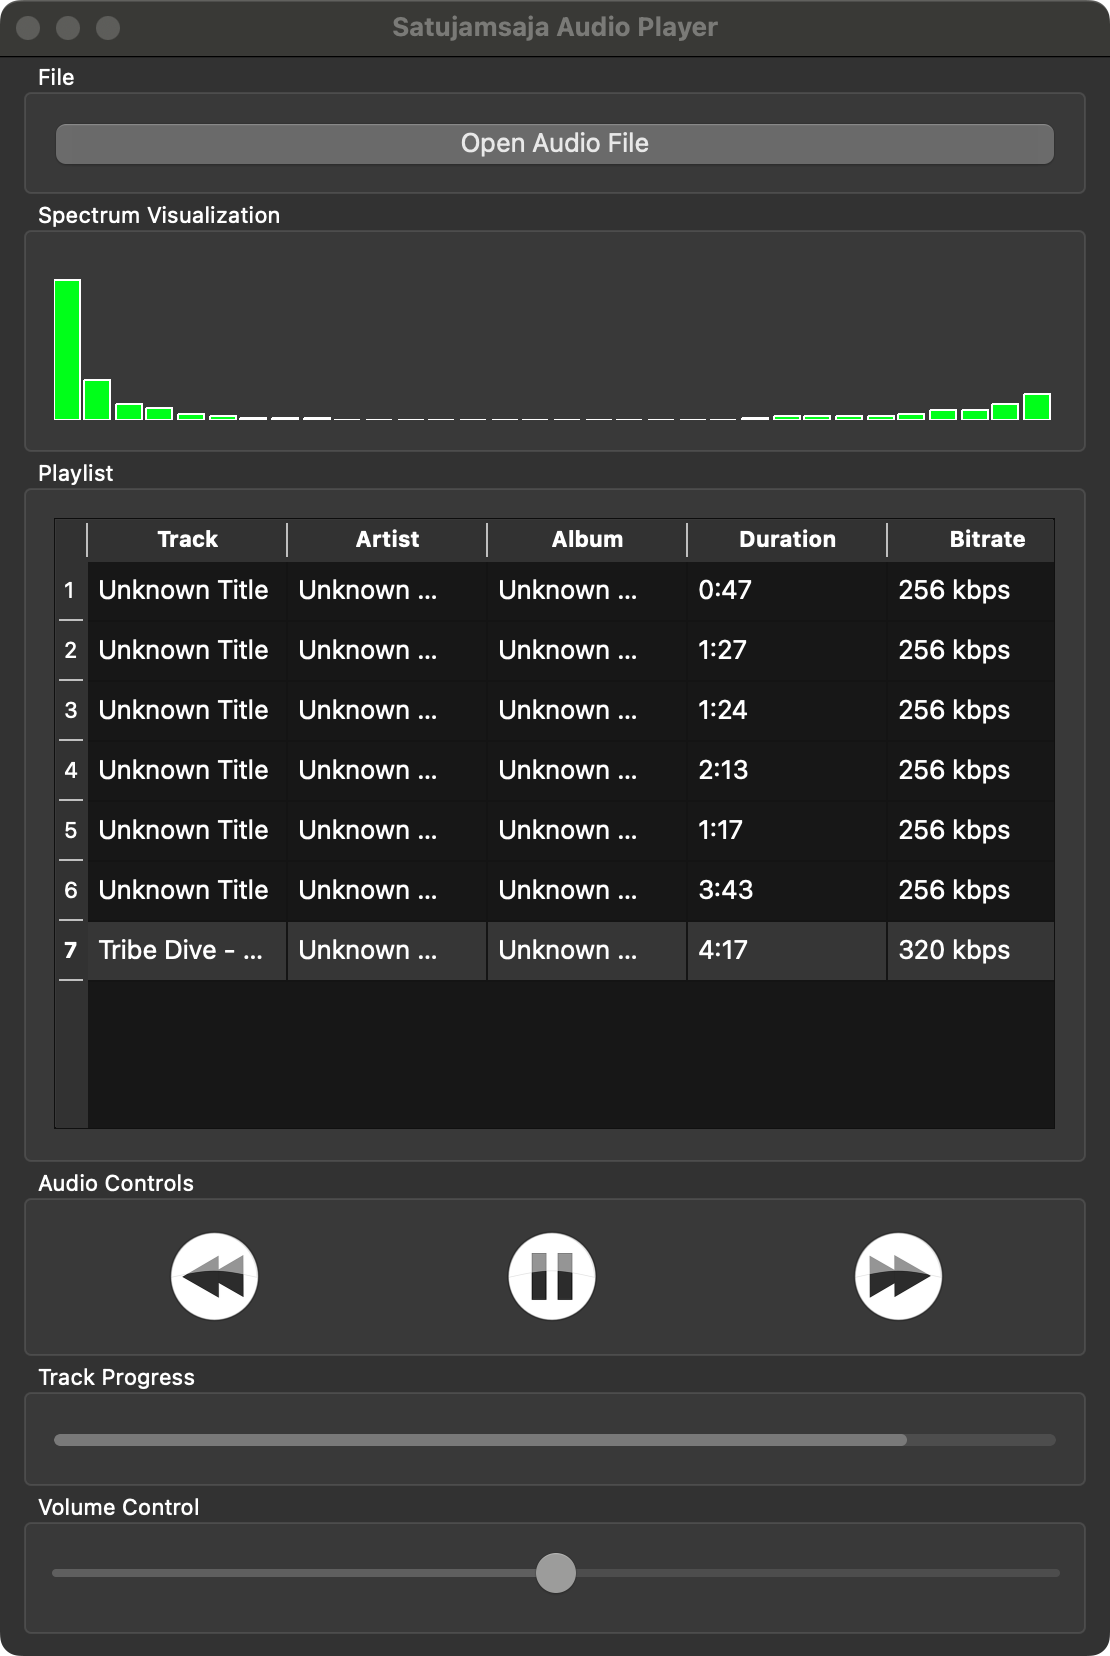 Satujamsaja Audio Player
File
Open Audio File
Spectrum Visualization
Playlist
Track Artist Album Duration Bitrate
1 Unknown Title Unknown ... Unknown ... 0:47 256 kbps
2 Unknown Title Unknown ... Unknown ... 1:27 256 kbps
3 Unknown Title Unknown ... Unknown ... 1:24 256 kbps
4 Unknown Title Unknown ... Unknown ... 2:13 256 kbps
5 Unknown Title Unknown ... Unknown ... 1:17 256 kbps
6 Unknown Title Unknown ... Unknown ... 3:43 256 kbps
7 Tribe Dive - ... Unknown ... Unknown ... 4:17 320 kbps
Audio Controls
Track Progress
Volume Control